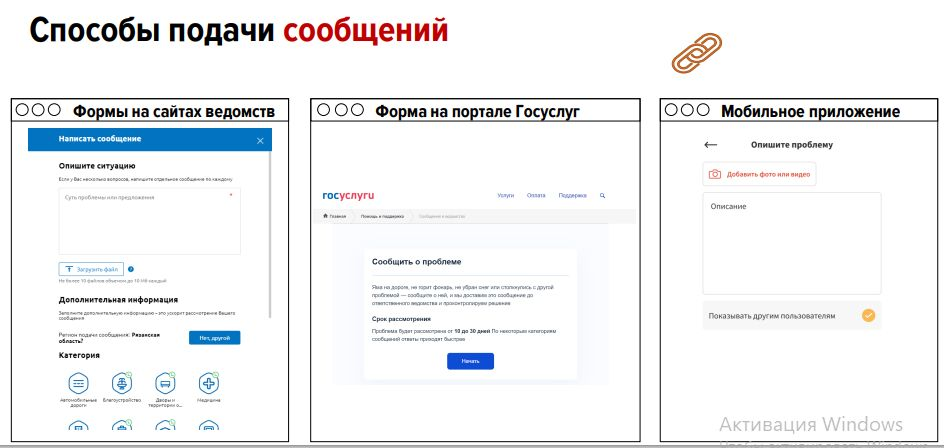 Способы подачи сообщений
Формы на сайтах ведомств
Написать сообщение
Опишите ситуацию
Если у Вас несколько вопросов, напишите отдельное сообщение по каждому
Суть проблемы или предложения
*
Загрузить файл
?
Не более 10 файлов объемом до 10 Мб каждый
Дополнительная информация
Заполните дополнительную информацию - это ускорит рассмотрение Вашего
сообщения
Регион подачи сообщения: Рязанская
область?
Нет, другой
Категория
Автомобильные
дороги
Благоустройство
Дворы и
территории о...
Медицина
Форма на портале Госуслуг
госуслуги
Услуги
Оплата
Поддержка
Главная
Помощь и поддержка
Сообщение в ведомство
Сообщить о проблеме
Яма на дороге, не горит фонарь, не убран снег или столкнулись с другой
проблемой — сообщите о ней, и мы доставим это сообщение до
ответственного ведомства и проконтролируем решение
Срок рассмотрения
Проблема будет рассмотрена от 10 до 30 дней По некоторым категориям
сообщений ответы приходят быстрее
Начать
Мобильное приложение
Опишите проблему
Добавить фото или видео
Описание
Показывать другим пользователям
Активация Windows